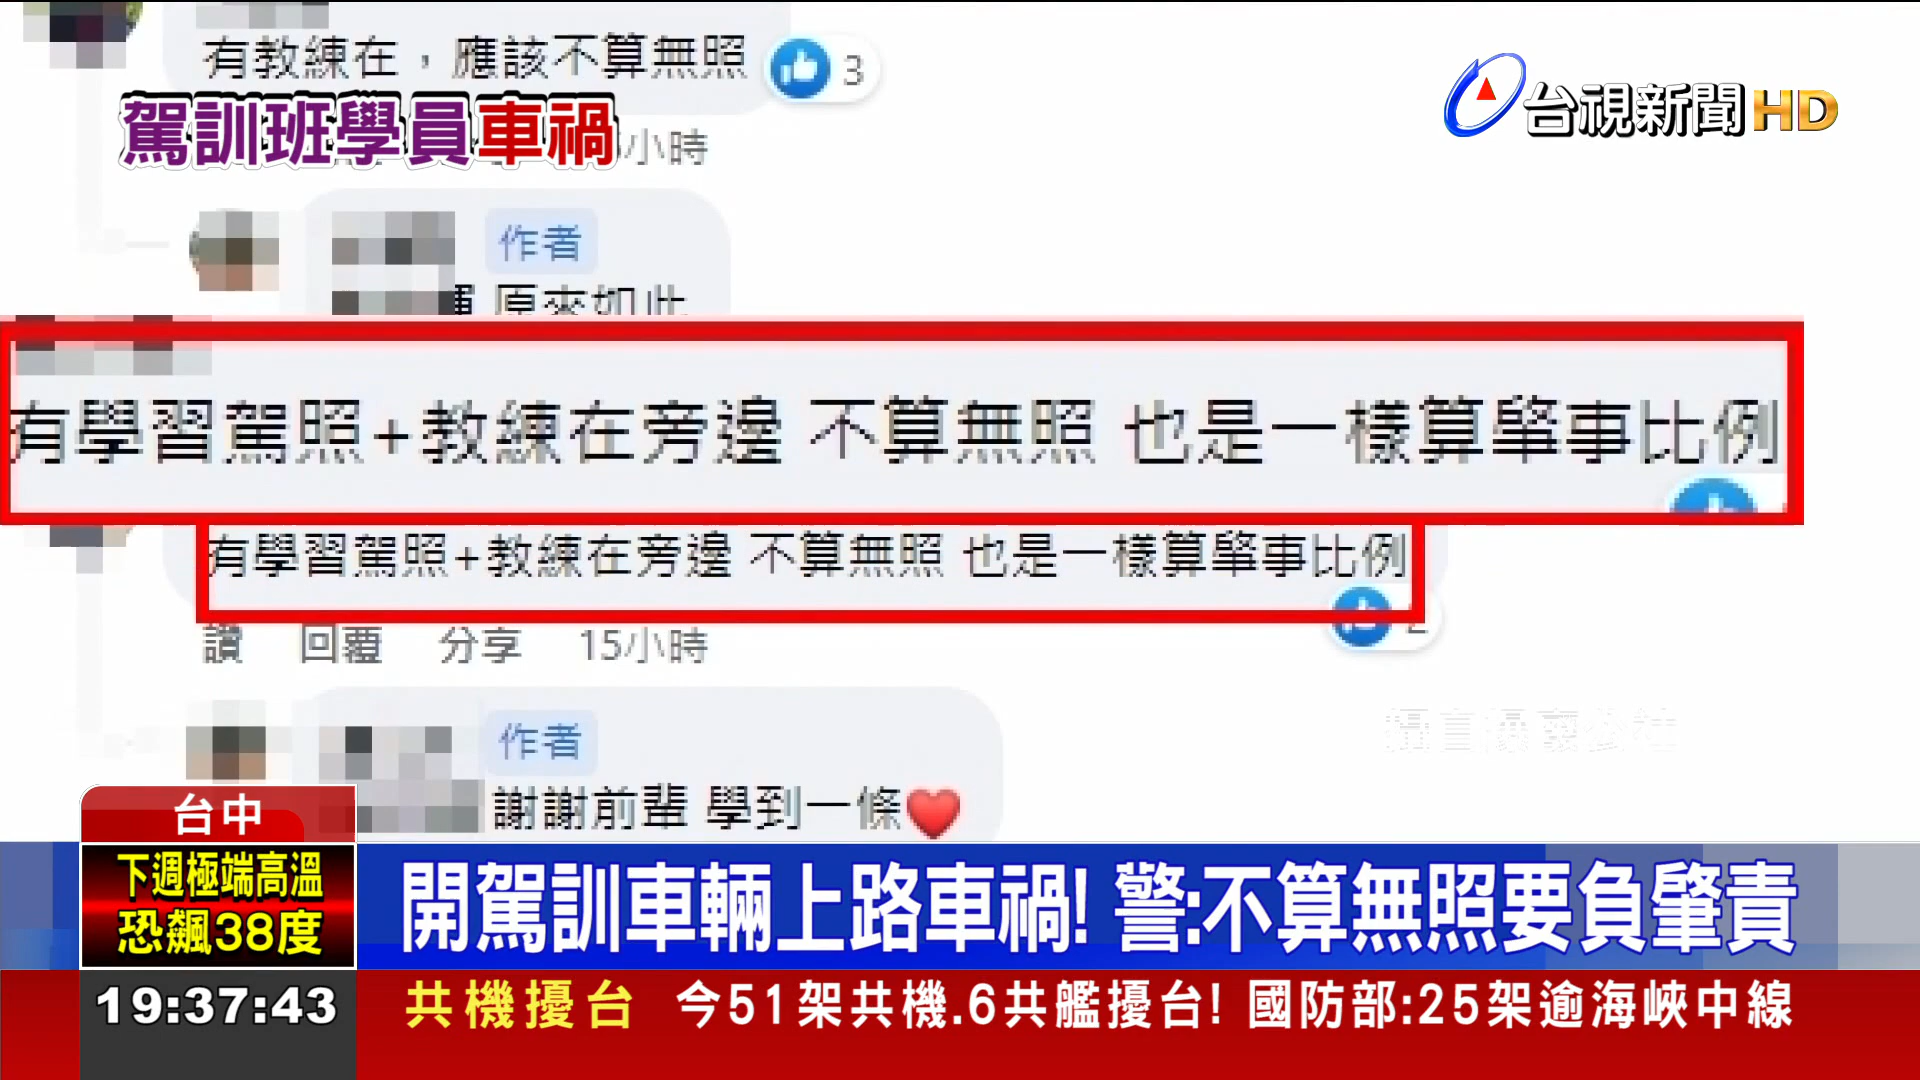 有教練在，應該不算無照
3
台視新聞HD
駕訓班學員車禍
小時
作者
原來如此
有學習駕照+教練在旁邊 不算無照 也是一樣算肇事比例
有學習駕照+教練在旁邊 不算無照 也是一樣算肇事比例
讚 回覆 分享 15小時
2
作者
謝謝前輩 學到一條
台中
下週極端高溫
恐飆38度
開駕訓車輛上路車禍! 警:不算無照要負肇責
19:37:43
共機擾台 今51架共機.6共艦擾台! 國防部:25架逾海峽中線